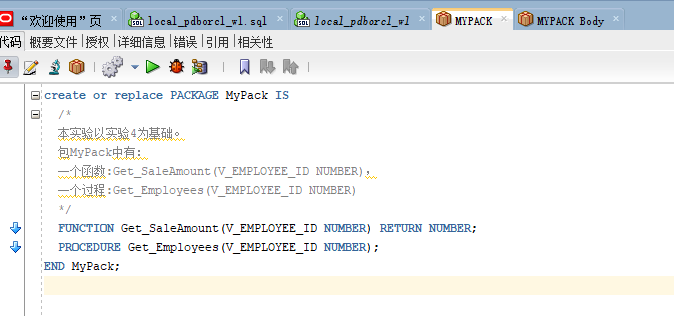 “欢迎使用”页 local_pdborcl_wl.sql local_pdborcl_wl MYPACK MYPACK Body
代码 概要文件 授权 详细信息 错误 引用 相关性
create or replace PACKAGE MyPack IS
/*
本实验以实验4为基础。
包MyPack中有:
一个函数:Get_SaleAmount(V_EMPLOYEE_ID NUMBER),
一个过程:Get_Employees(V_EMPLOYEE_ID NUMBER)
*/
FUNCTION Get_SaleAmount(V_EMPLOYEE_ID NUMBER) RETURN NUMBER;
PROCEDURE Get_Employees(V_EMPLOYEE_ID NUMBER);
END MyPack;